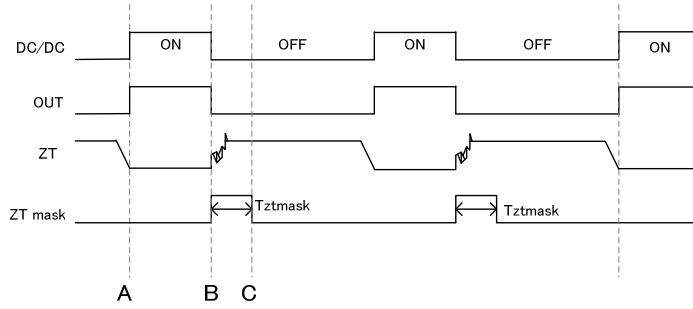 DC/DC ON OFF ON OFF ON
OUT
ZT
ZT mask Tztmask Tztmask
A B C